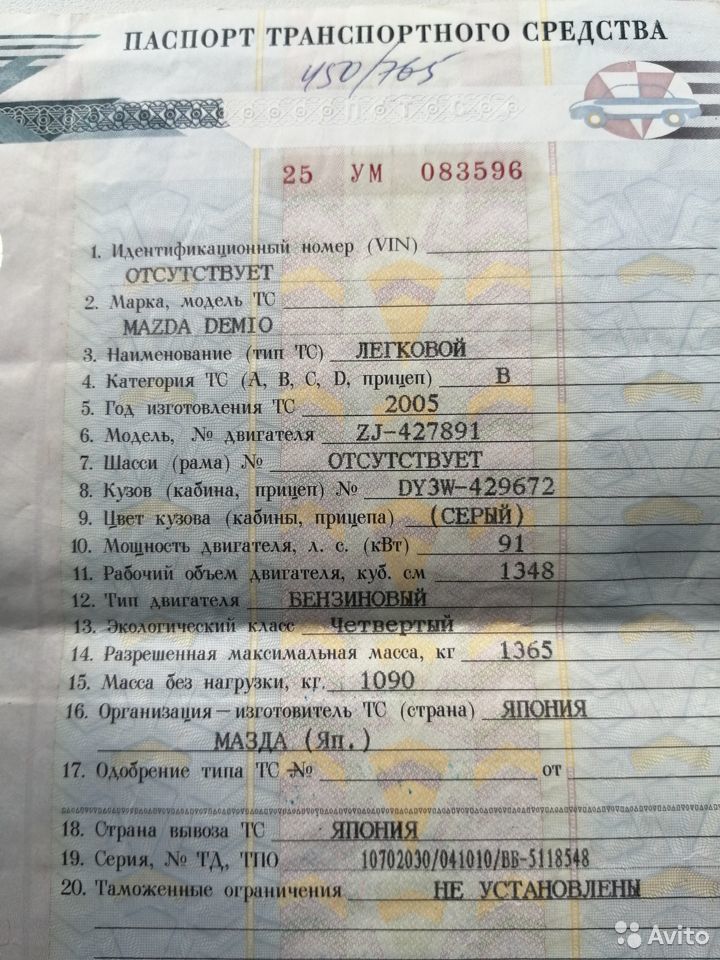 ПАСПОРТ ТРАНСПОРТНОГО СРЕДСТВА
450/765
25 УМ 083596
1. Идентификационный номер (VIN)
ОТСУТСТВУЕТ
2. Марка, модель ТС
MAZDA DEMIO
3. Наименование (тип ТС) ЛЕГКОВОЙ
4. Категория ТС (А, В, С, D, прицеп) В
5. Год изготовления ТС 2005
6. Модель, № двигателя ZJ-427891
7. Шасси (рама) № ОТСУТСТВУЕТ
8. Кузов (кабина, прицеп) № DY3W-429672
9. Цвет кузова (кабины, прицепа) (СЕРЫЙ)
10. Мощность двигателя, л. с. (кВт) 91
11. Рабочий объем двигателя, куб. см 1348
12. Тип двигателя БЕНЗИНОВЫЙ
13. Экологический класс Четвертый
14. Разрешенная максимальная масса, кг 1365
15. Масса без нагрузки, кг. 1090
16. Организация – изготовитель ТС (страна) ЯПОНИЯ
МАЗДА (Яп.)
17. Одобрение типа ТС № от
18. Страна вывоза ТС ЯПОНИЯ
19. Серия, № ТД, ТПО 10702030/041010/ВВ-5118548
20. Таможенные ограничения НЕ УСТАНОВЛЕНЫ
Avito